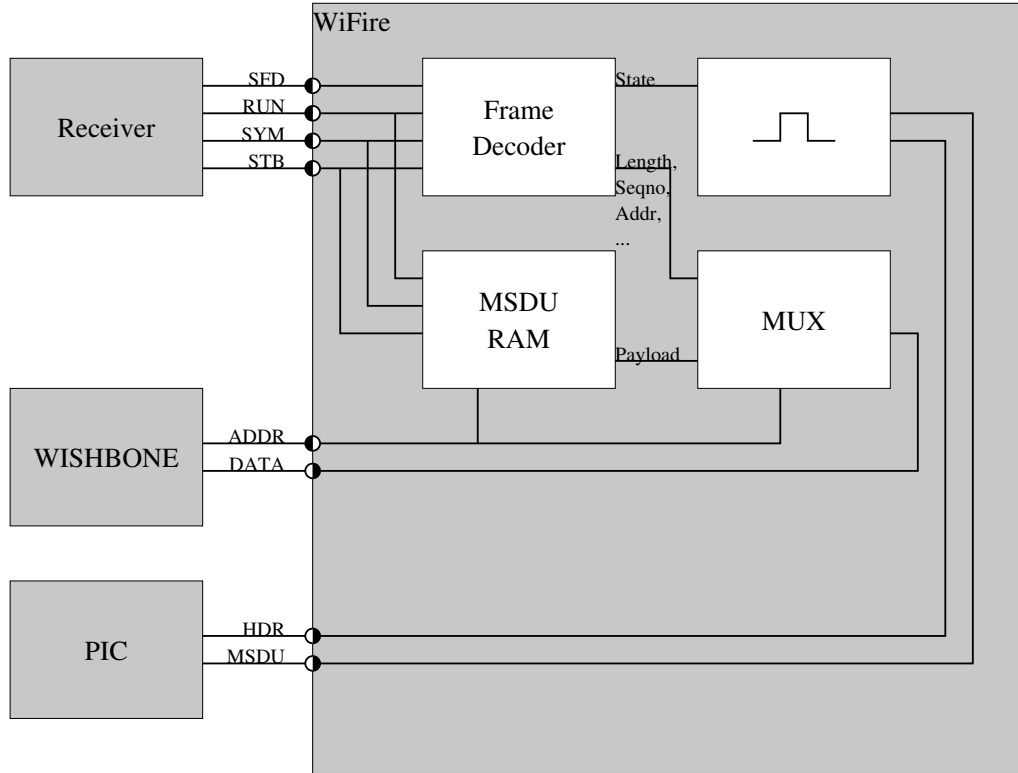 WiFire
SFD
RUN
SYM
STB
Receiver
Frame
Decoder
State
Length,
Seqno,
Addr,
...
MSDU
RAM
Payload
MUX
WISHBONE
ADDR
DATA
PIC
HDR
MSDU